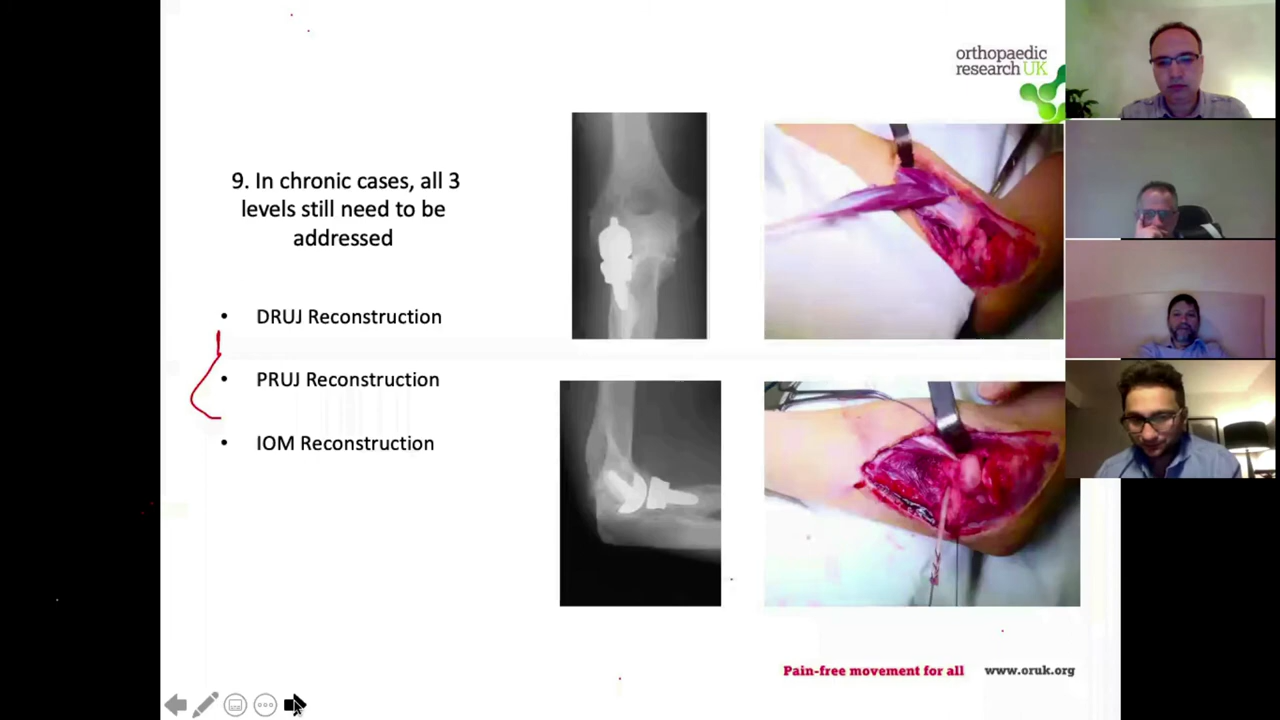 orthopaedic
research UK
9. In chronic cases, all 3
levels still need to be
addressed
• DRUJ Reconstruction
• PRUJ Reconstruction
• IOM Reconstruction
Pain-free movement for all www.oruk.org